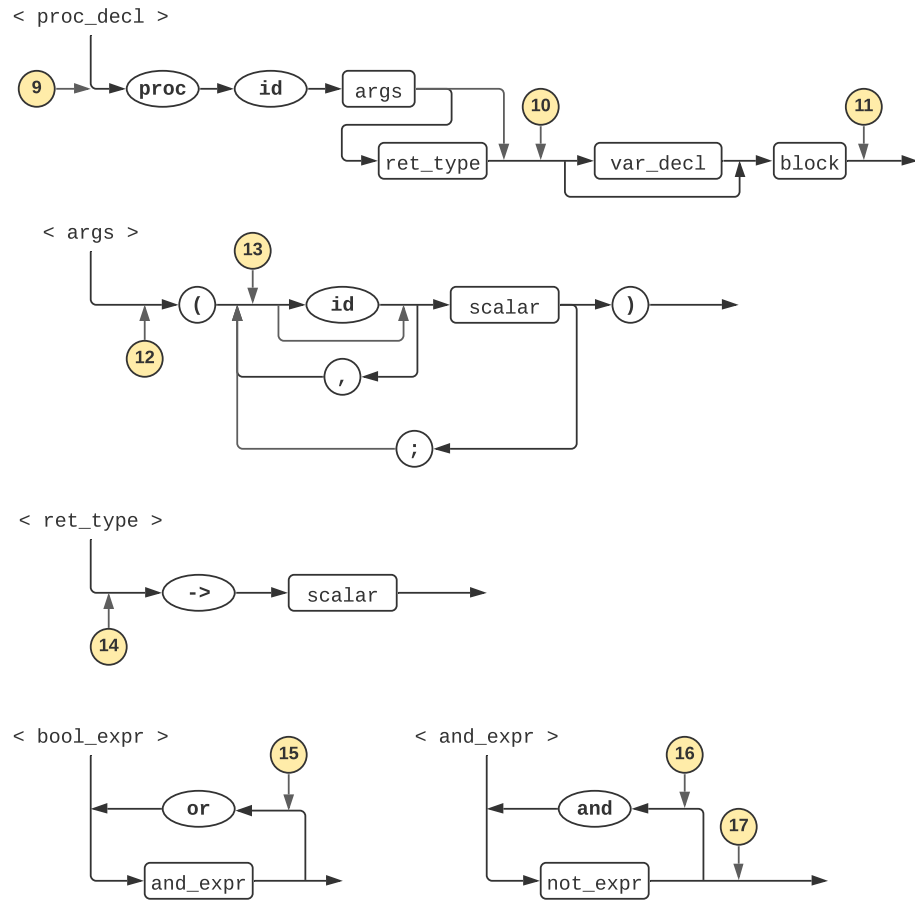 < proc_decl >
9 proc id args 10 11
ret_type var_decl block
< args > 13
( id scalar )
12 ,
;
< ret_type >
-> scalar
14
< bool_expr > 15 < and_expr > 16
or and 17
and_expr not_expr